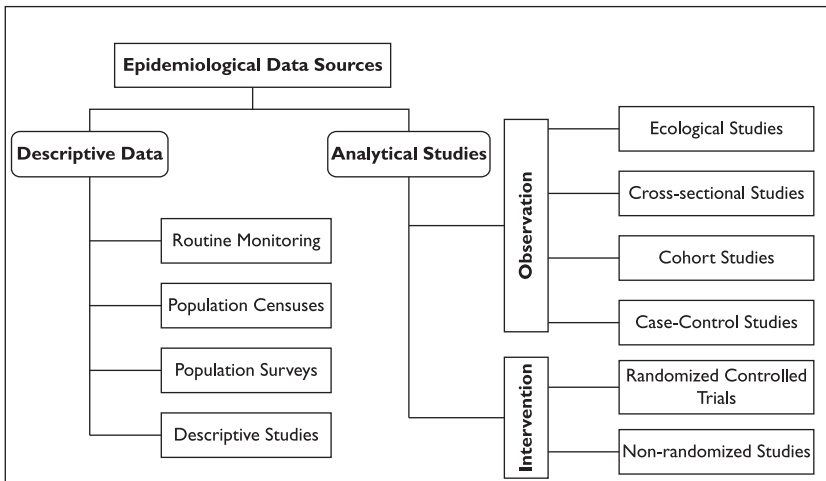 Epidemiological Data Sources
Descriptive Data
Routine Monitoring
Population Censuses
Population Surveys
Descriptive Studies
Analytical Studies
Observation
Ecological Studies
Cross-sectional Studies
Cohort Studies
Case-Control Studies
Intervention
Randomized Controlled
Trials
Non-randomized Studies